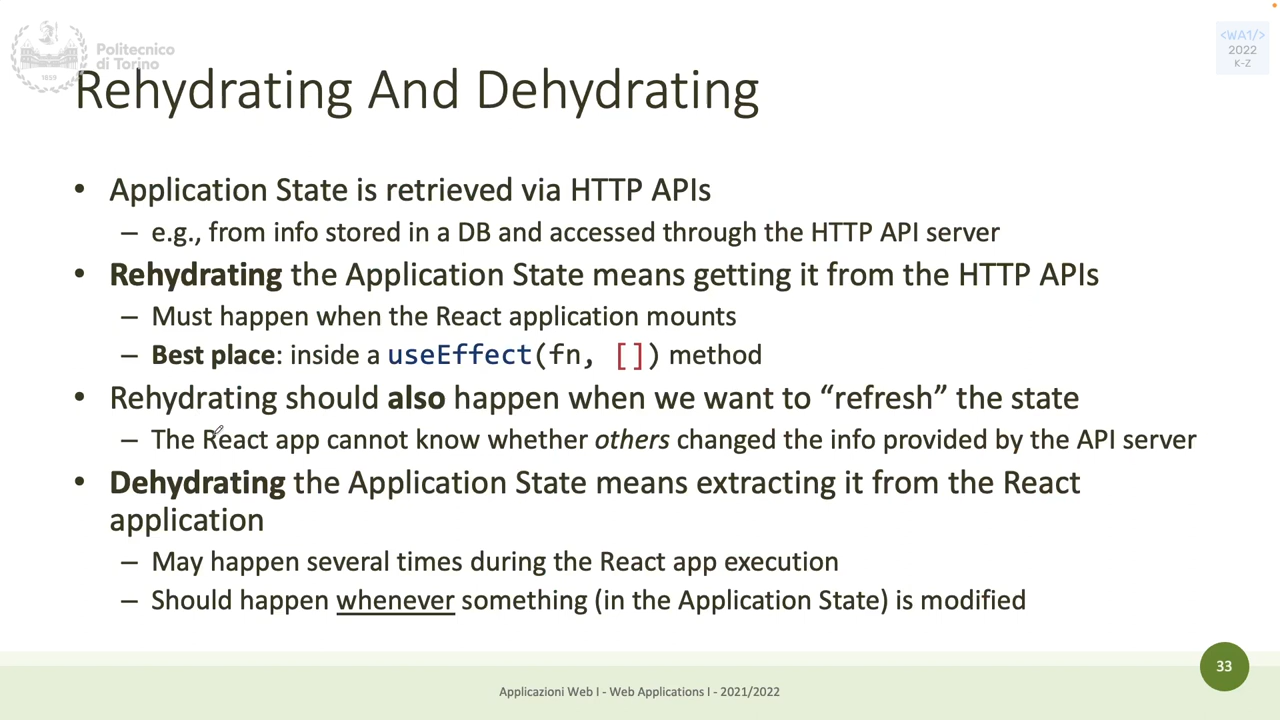 Politecnico
di Torino
1859
<WA1/>
2022
K-Z
Rehydrating And Dehydrating
• Application State is retrieved via HTTP APIs
– e.g., from info stored in a DB and accessed through the HTTP API server
• Rehydrating the Application State means getting it from the HTTP APIs
– Must happen when the React application mounts
– Best place: inside a useEffect(fn, []) method
• Rehydrating should also happen when we want to “refresh” the state
– The React app cannot know whether others changed the info provided by the API server
• Dehydrating the Application State means extracting it from the React
application
– May happen several times during the React app execution
– Should happen whenever something (in the Application State) is modified
33
Applicazioni Web I - Web Applications I - 2021/2022